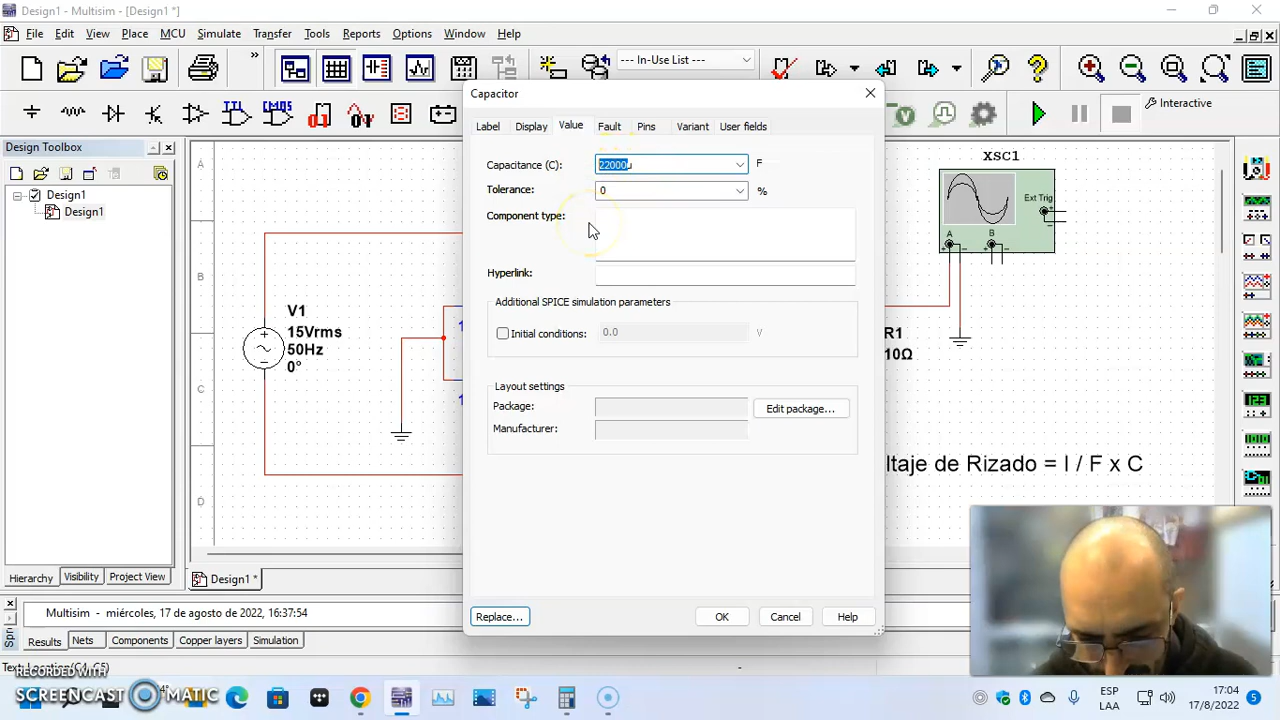 Design1 - Multisim - [Design1 *]
File Edit View Place MCU Simulate Transfer Tools Reports Options Window Help
--- In-Use List ---
Interactive
Design Toolbox
Design1
Design1
Hierarchy Visibility Project View
A
B
C
D
V1
15Vrms
50Hz
0°
Capacitor
Label Display Value Fault Pins Variant User fields
Capacitance (C): 22000u F
Tolerance: 0 %
Component type:
Hyperlink:
Additional SPICE simulation parameters
Initial conditions: 0.0 V
Layout settings
Package: Edit package...
Manufacturer:
Replace... OK Cancel Help
XSC1
Ext Trig
A B
R1
10Ω
ltaje de Rizado = I / F x C
Design1 *
Multisim - miércoles, 17 de agosto de 2022, 16:37:54
Results Nets Components Copper layers Simulation
RECORDED WITH
SCREENCAST MATIC
ESP
LAA
17:04
17/8/2022
5